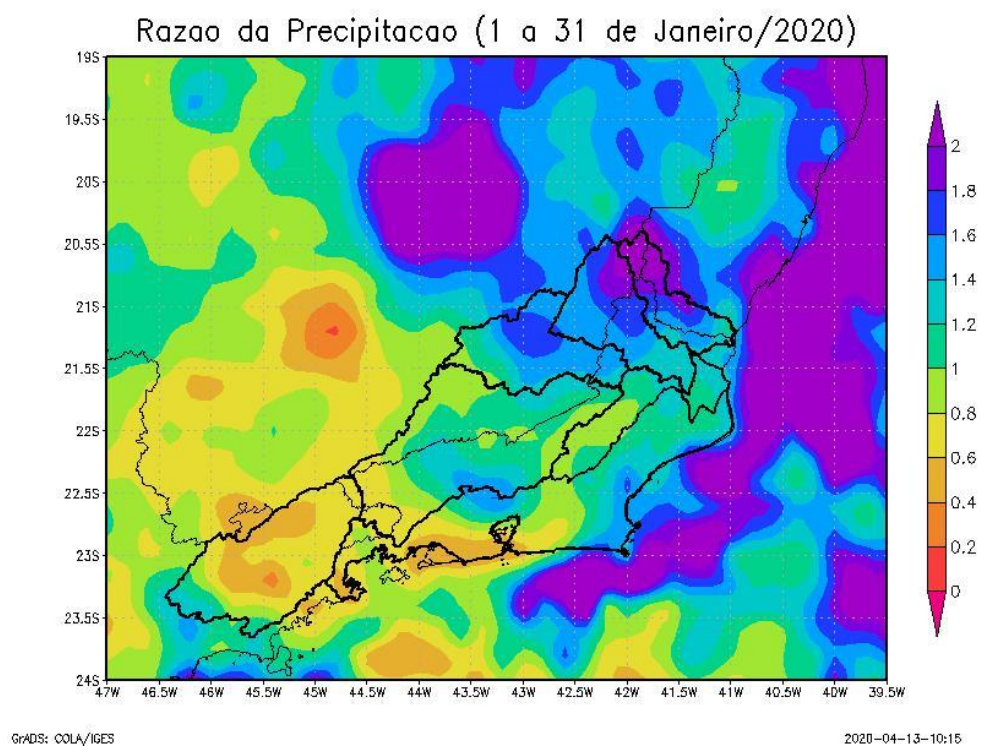 Razao da Precipitacao (1 a 31 de Janeiro/2020)
19S
19.5S
20S
20.5S
21S
21.5S
22S
22.5S
23S
23.5S
24S
47W 46.5W 46W 45.5W 45W 44.5W 44W 43.5W 43W 42.5W 42W 41.5W 41W 40.5W 40W 39.5W
2
1.8
1.6
1.4
1.2
1
0.8
0.6
0.4
0.2
0
GrADS: COLA/IGES 2020-04-13-10:15